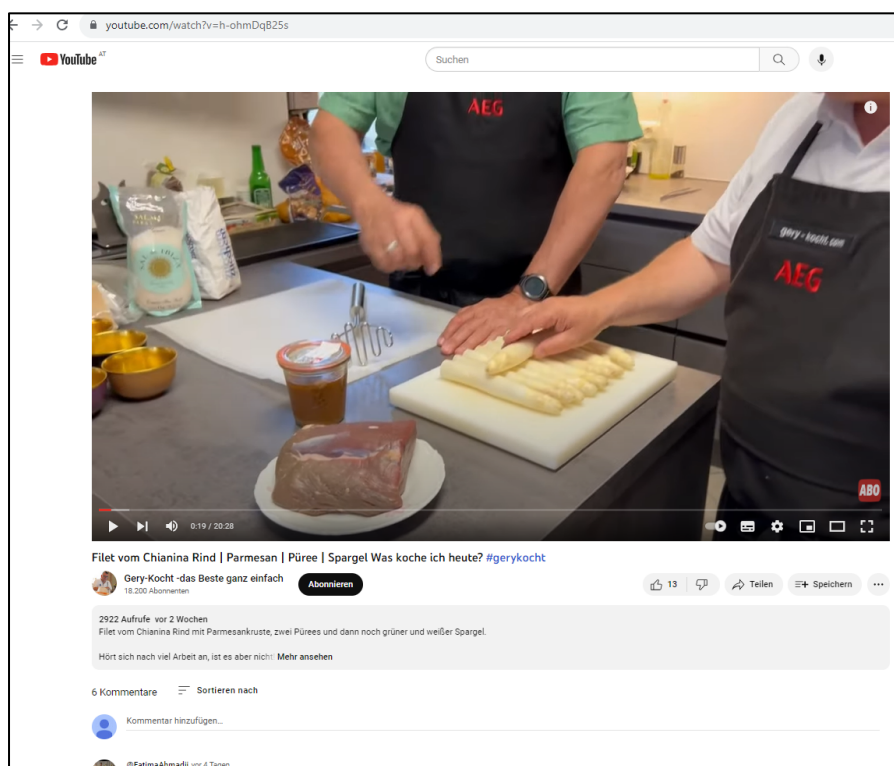 youtube.com/watch?v=h-ohmDqB25s
YouTube AT
Suchen
AEG
gery-kocht.com
AEG
ABO
0:19 / 20:28
Filet vom Chianina Rind | Parmesan | Püree | Spargel Was koche ich heute? #gerykocht
Gery-Kocht -das Beste ganz einfach
18.200 Abonnenten
Abonnieren
13
Teilen
Speichern
2922 Aufrufe vor 2 Wochen
Filet vom Chianina Rind mit Parmesankruste, zwei Pürees und dann noch grüner und weißer Spargel.
Hört sich nach viel Arbeit an, ist es aber nicht! Mehr ansehen
6 Kommentare
Sortieren nach
Kommentar hinzufügen...
@FatimaAhmadii vor 4 Tagen